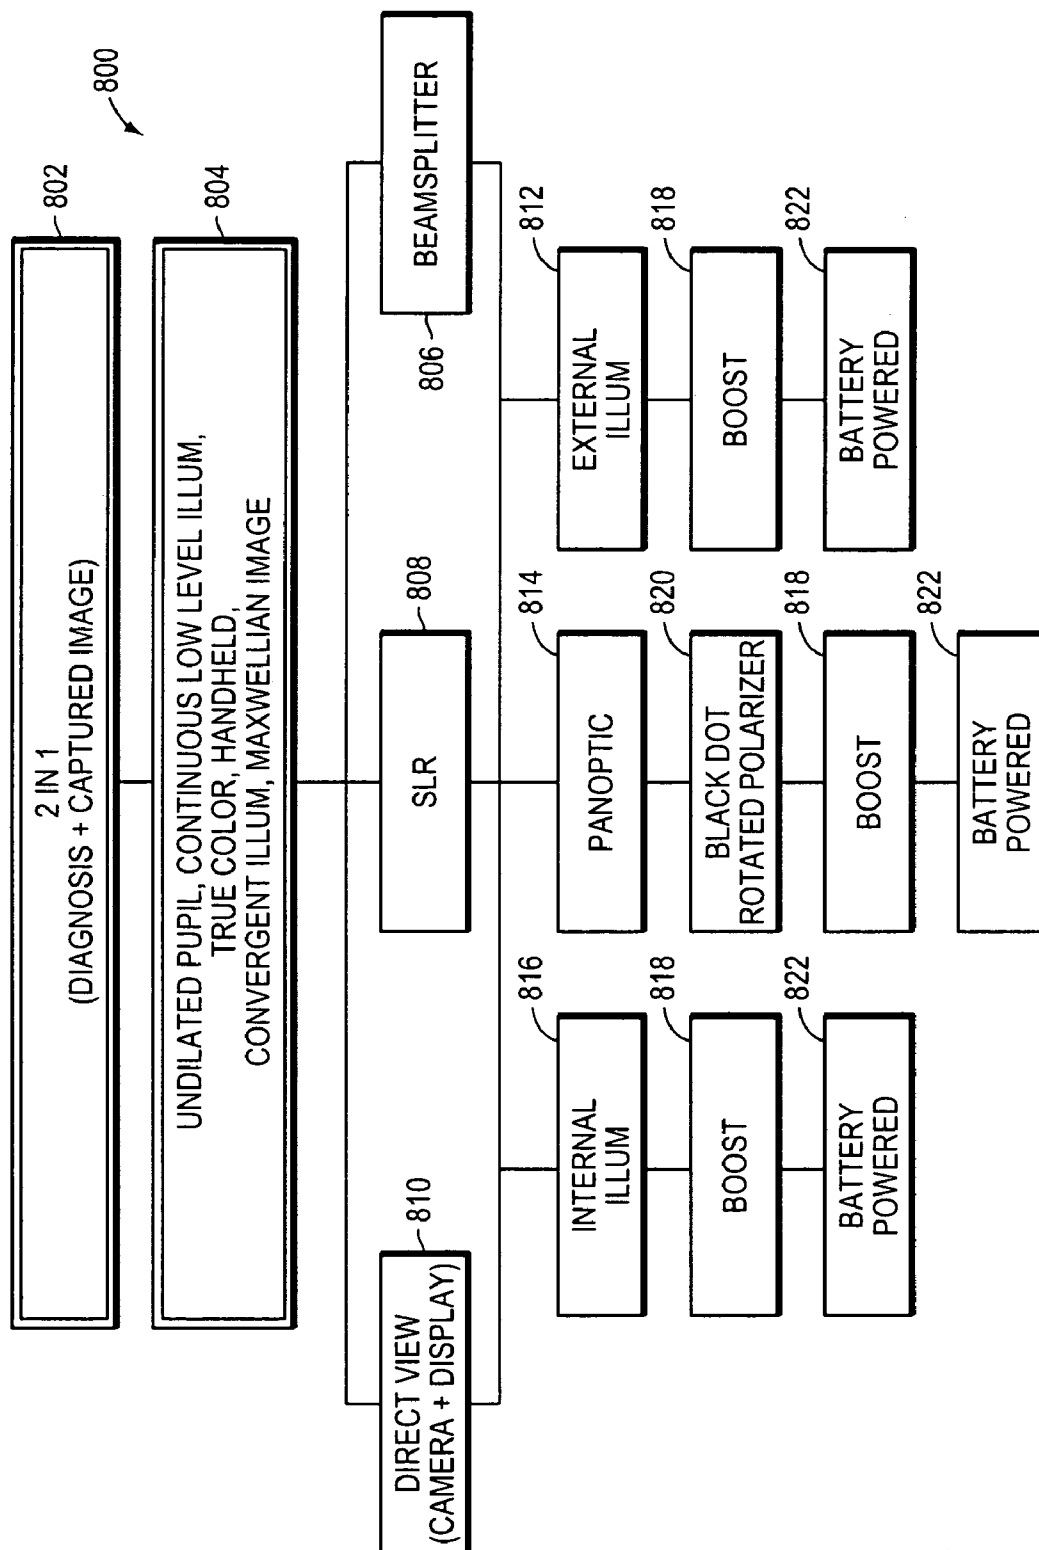 800
802
2 IN 1
(DIAGNOSIS + CAPTURED IMAGE)
804
UNDILATED PUPIL, CONTINUOUS LOW LEVEL ILLUM,
TRUE COLOR, HANDHELD,
CONVERGENT ILLUM, MAXWELLIAN IMAGE
810
DIRECT VIEW
(CAMERA + DISPLAY)
808
SLR
806
BEAMSPLITTER
816
INTERNAL
ILLUM
818
BOOST
822
BATTERY
POWERED
814
PANOPTIC
820
BLACK DOT
ROTATED POLARIZER
818
BOOST
822
BATTERY
POWERED
812
EXTERNAL
ILLUM
818
BOOST
822
BATTERY
POWERED